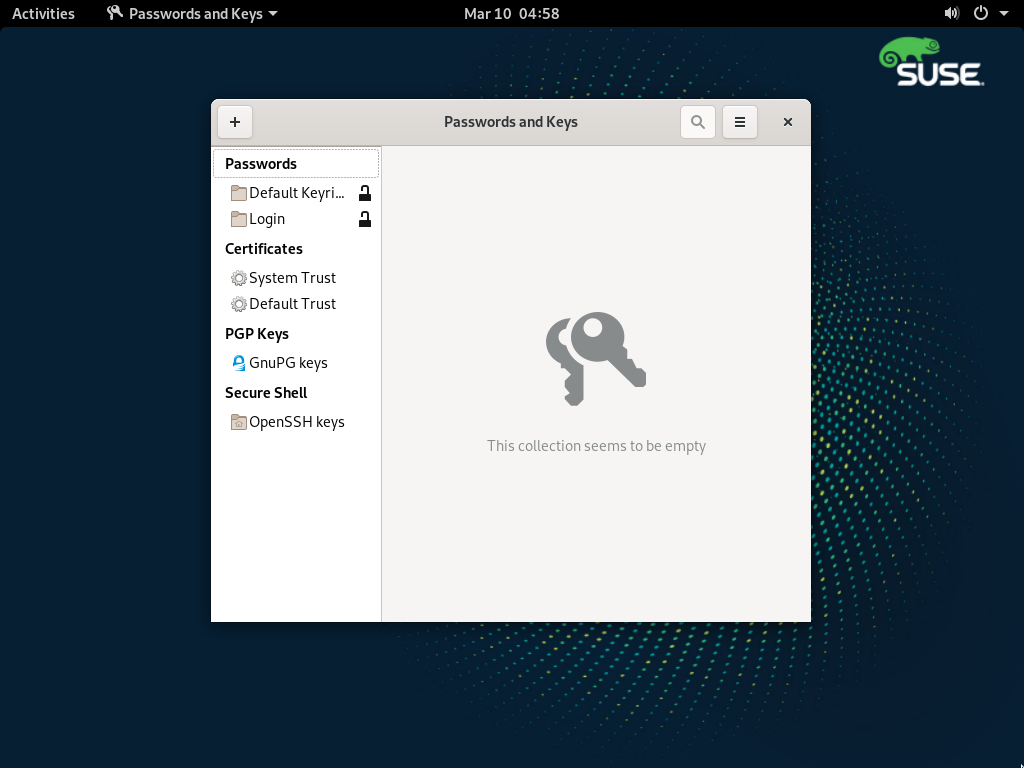 Activities
Passwords and Keys
Mar 10 04:58
SUSE
Passwords and Keys
Passwords
Default Keyri...
Login
Certificates
System Trust
Default Trust
PGP Keys
GnuPG keys
Secure Shell
OpenSSH keys
This collection seems to be empty